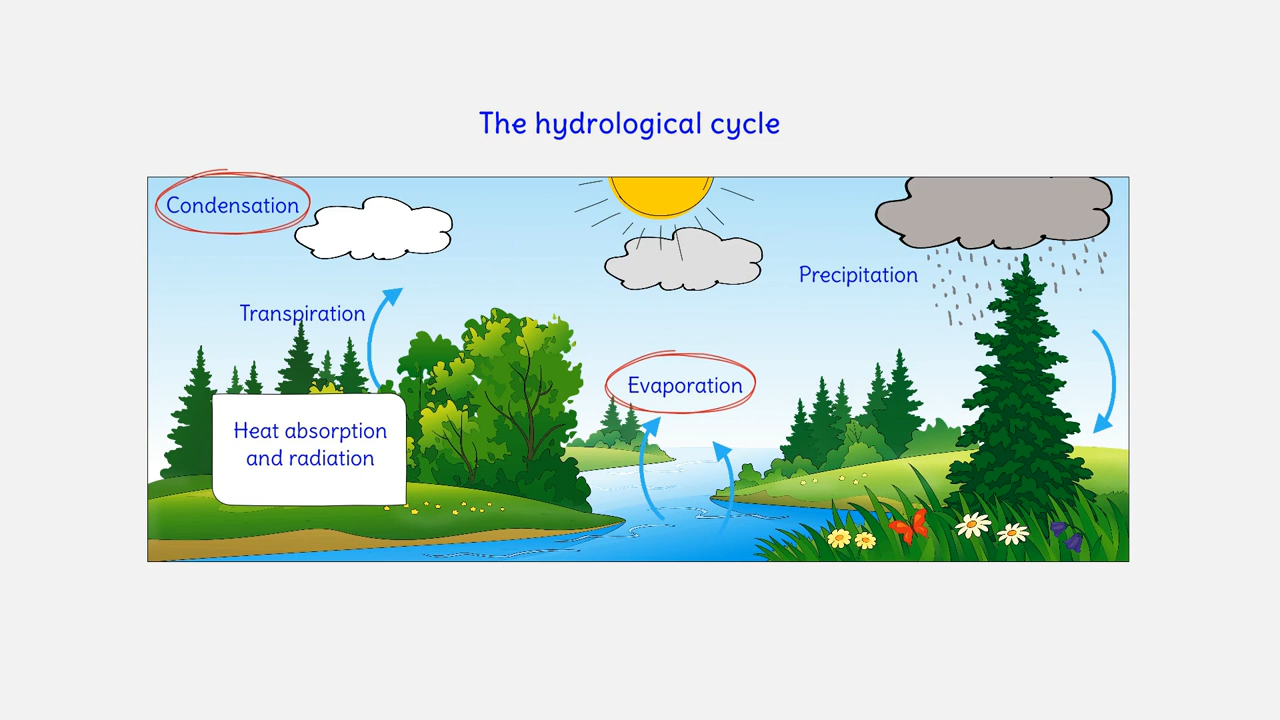 The hydrological cycle
Condensation
Transpiration
Precipitation
Evaporation
Heat absorption
and radiation